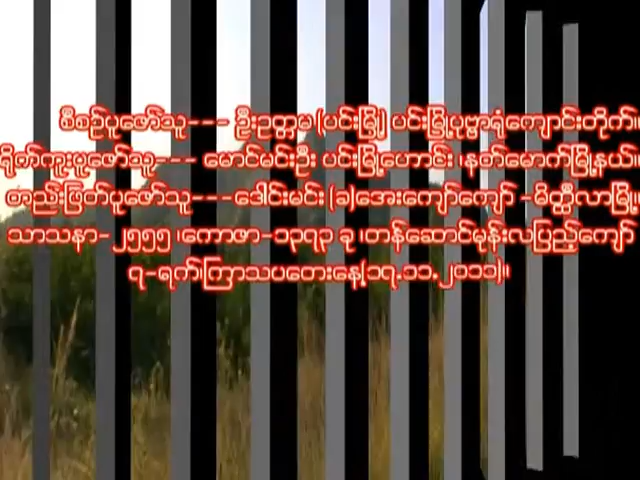 စီစဉ်ပူဇော်သူ--- ဦးဥတ္တမ (ပင်းမြို့) ပင်းမြို့ပုဗ္ဗာရုံကျောင်းတိုက်။
ရိုက်ကူးပူဇော်သူ--- မောင်မင်းဦး ပင်းမြို့ဟောင်း ၊နတ်မောက်မြို့နယ်၊
တည်းဖြတ်ပူဇော်သူ---ဒေါင်းမင်း (ခ)အေးကျော်ကျော် -မိတ္ထီလာမြို့၊
သာသနာ-၂၅၅၅ ၊ကောဇာ-၁၃၇၃ ခု ၊တန်ဆောင်မုန်းလပြည့်ကျော်
၇-ရက်၊ကြာသပတေးနေ့(၁၇.၁၁.၂၀၁၁)။